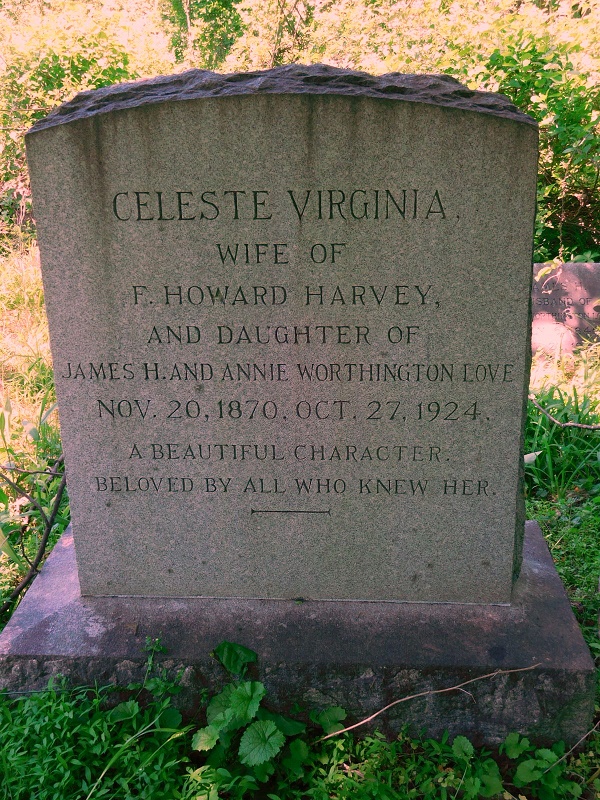 CELESTE VIRGINIA.
WIFE OF
F. HOWARD HARVEY,
AND DAUGHTER OF
JAMES H. AND ANNIE WORTHINGTON LOVE
NOV. 20, 1870. OCT. 27, 1924.
A BEAUTIFUL CHARACTER.
BELOVED BY ALL WHO KNEW HER.